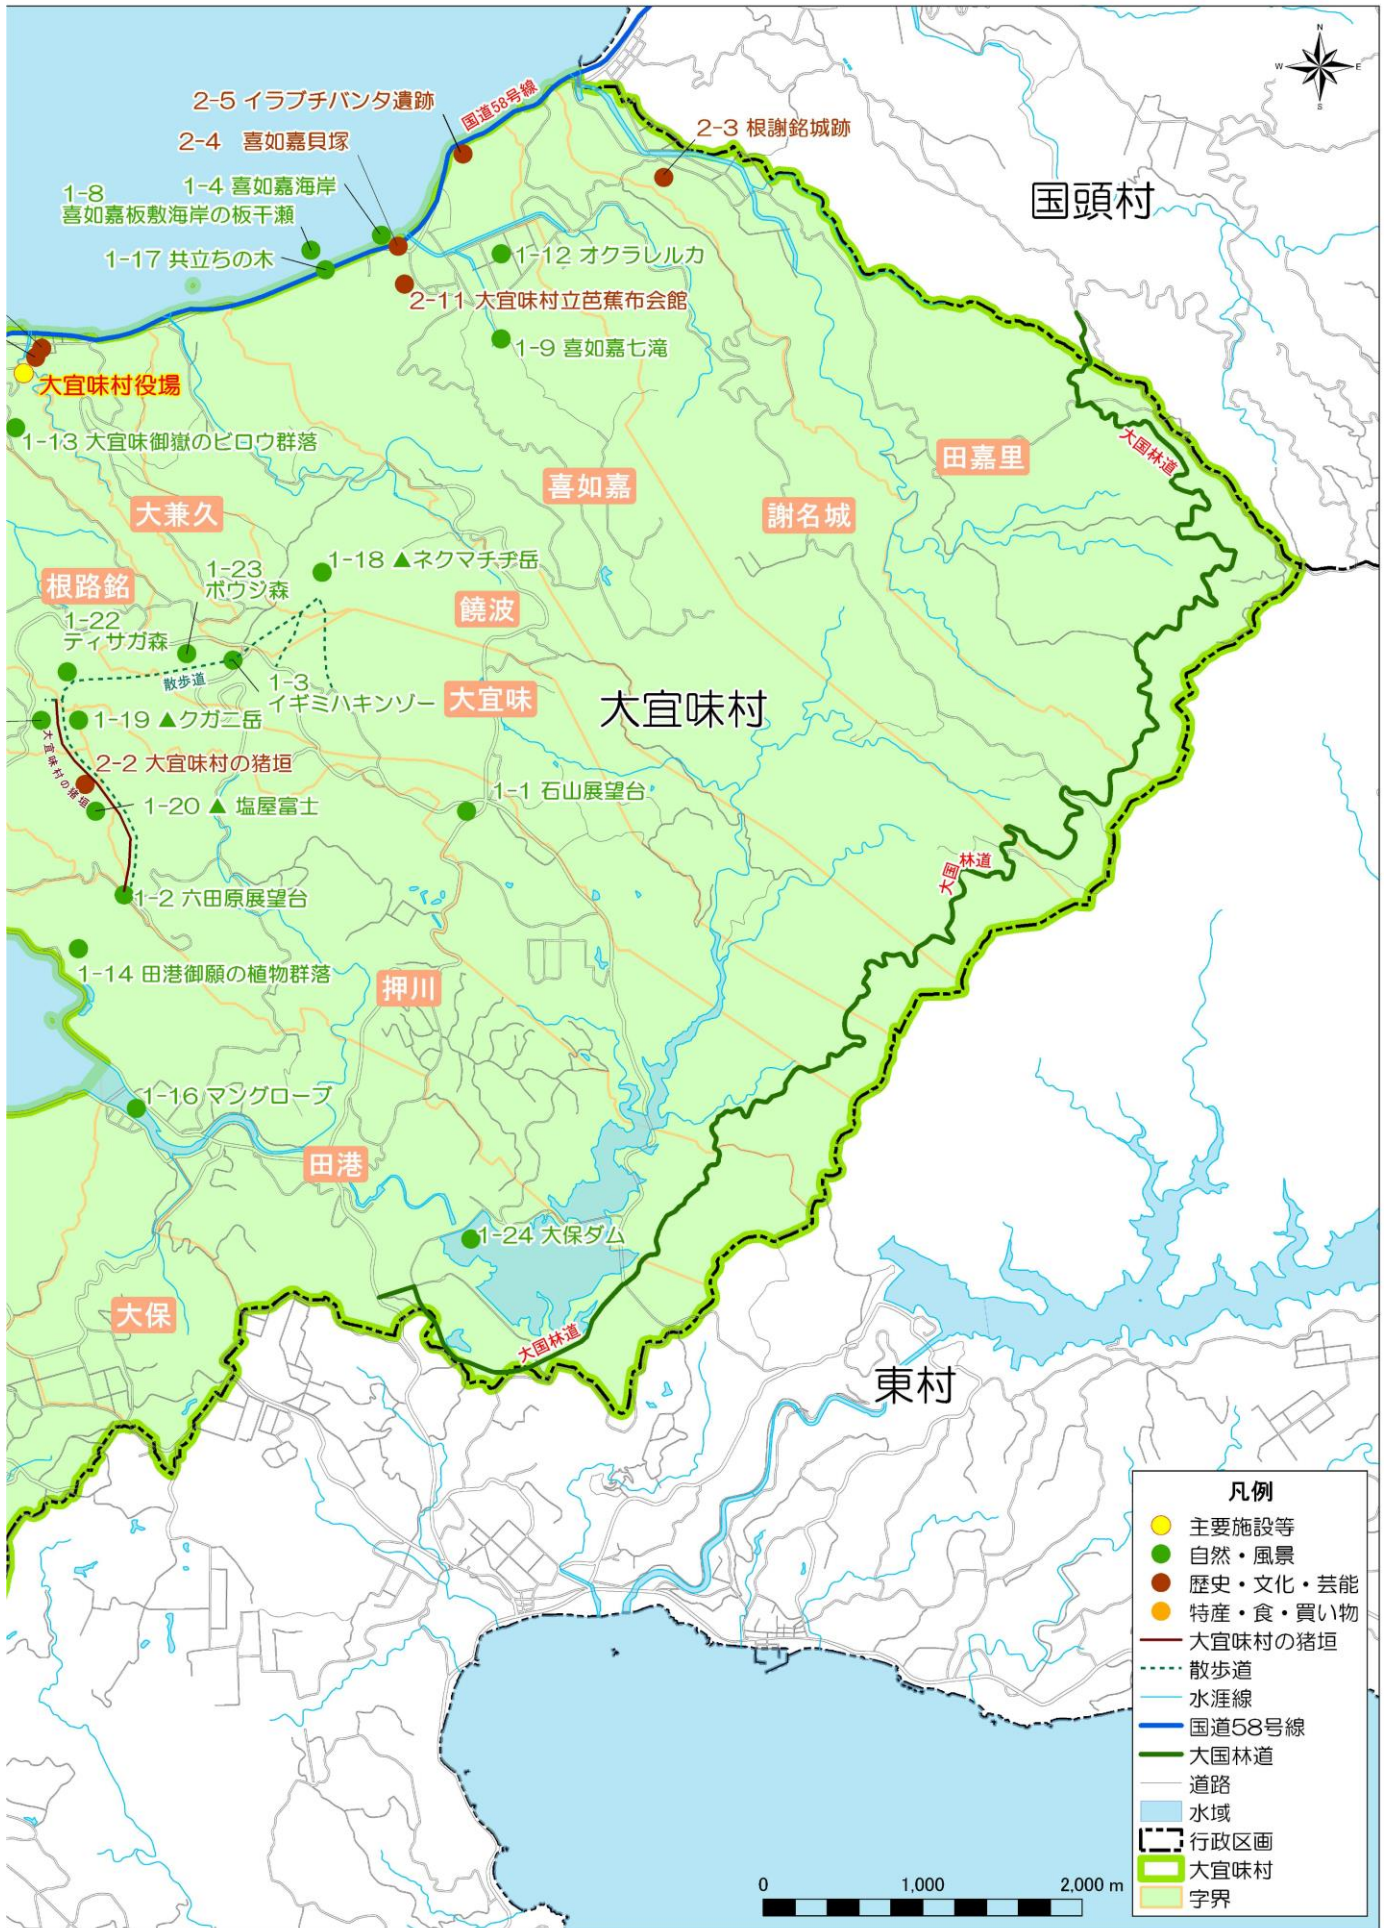 N
W
E
S
2-5 イラブチバンタ遺跡
国道58号線
2-4 喜如嘉貝塚
2-3 根謝銘城跡
1-4 喜如嘉海岸
1-8
喜如嘉板敷海岸の板干瀬
国頭村
1-17 共立ちの木
1-12 オクラレルカ
2-11 大宜味村立芭蕉布会館
1-9 喜如嘉七滝
大宜味村役場
1-13 大宜味御嶽のビロウ群落
大国林道
田嘉里
喜如嘉
大兼久
謝名城
1-18 ▲ネクマチヂ岳
1-23
ボウジ森
根路銘
饒波
1-22
ティサガ森
散歩道
1-3
イギミハキンゾー
大宜味
大宜味村
1-19 ▲クガニ岳
大宜味村の猪垣
2-2 大宜味村の猪垣
1-1 石山展望台
1-20 ▲ 塩屋富士
大国林道
1-2 六田原展望台
1-14 田港御願の植物群落
押川
1-16 マングローブ
田港
1-24 大保ダム
大保
大国林道
東村
凡例
主要施設等
自然・風景
歴史・文化・芸能
特産・食・買い物
大宜味村の猪垣
散歩道
水涯線
国道58号線
大国林道
道路
水域
行政区画
大宜味村
字界
0 1,000 2,000 m